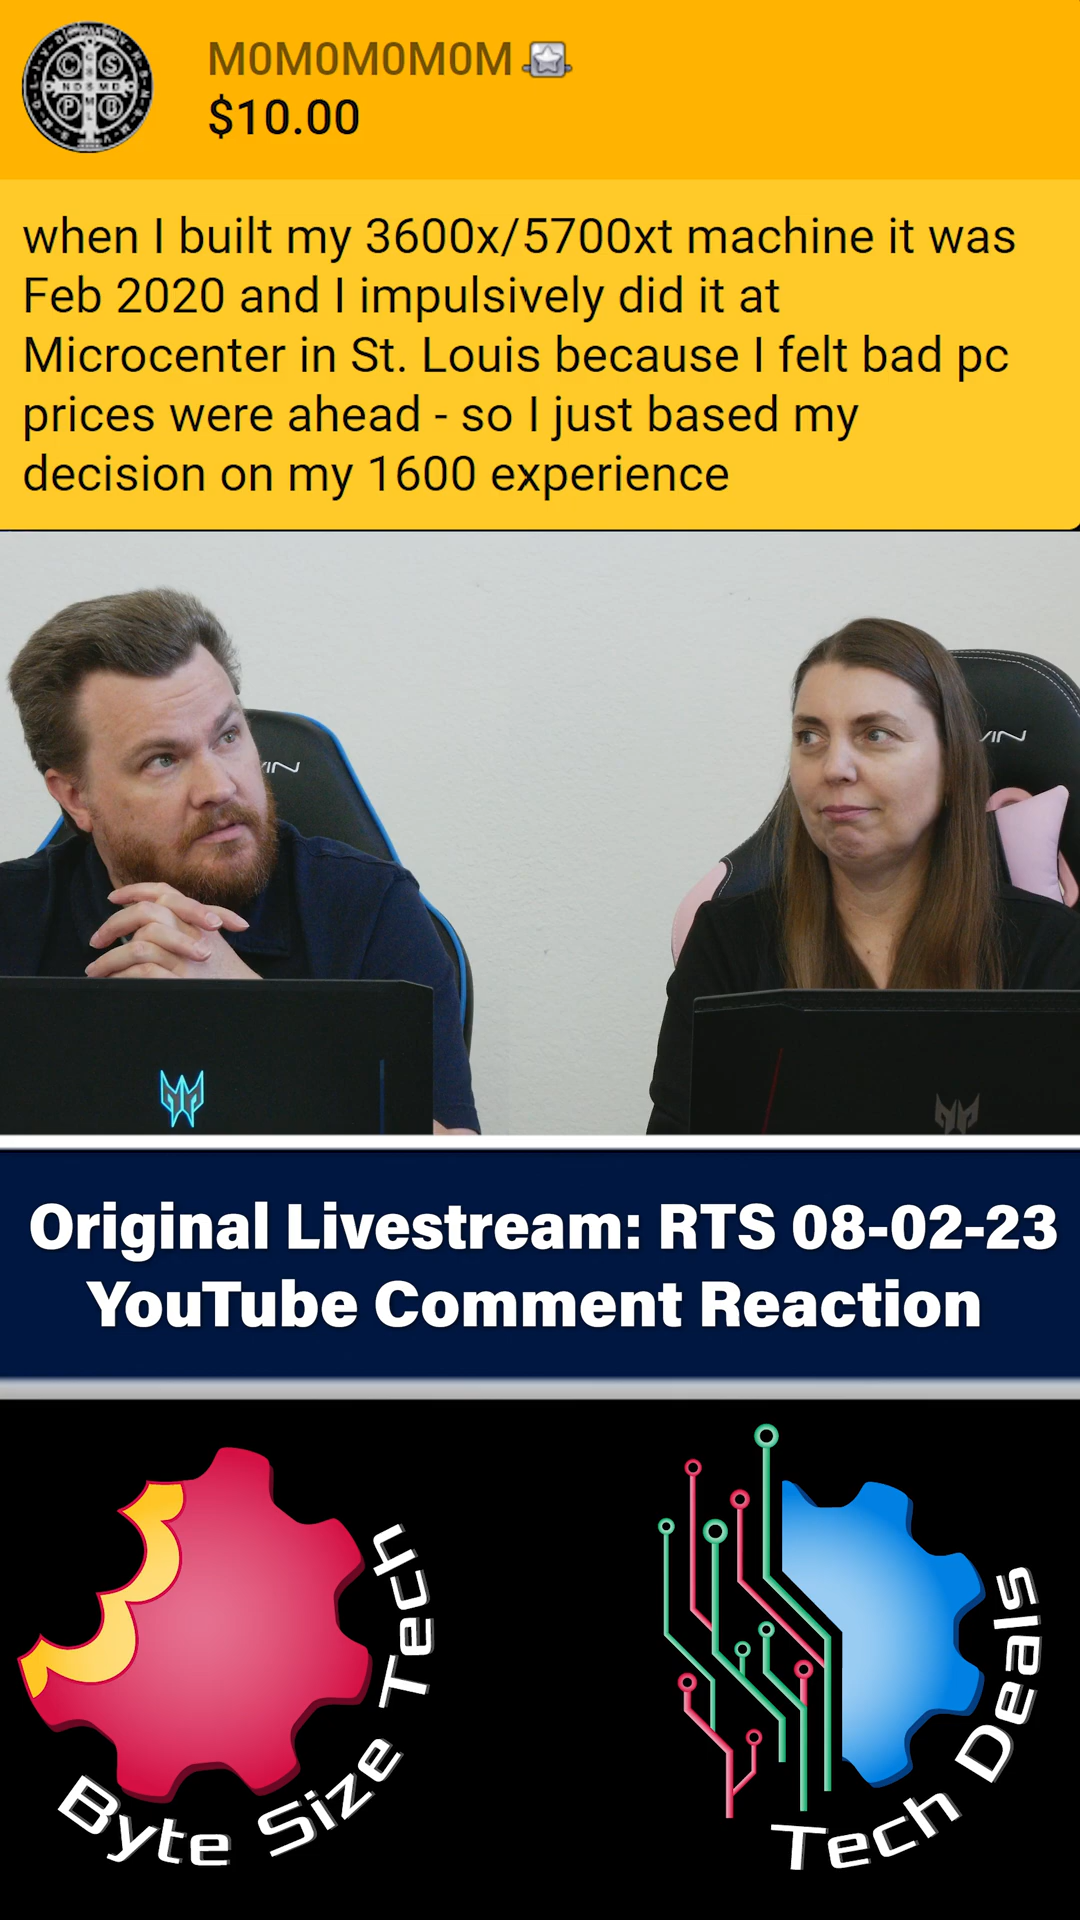 M0M0M0M0M
$10.00
when I built my 3600x/5700xt machine it was
Feb 2020 and I impulsively did it at
Microcenter in St. Louis because I felt bad pc
prices were ahead - so I just based my
decision on my 1600 experience
Original Livestream: RTS 08-02-23
YouTube Comment Reaction
Byte Size Tech
Tech Deals